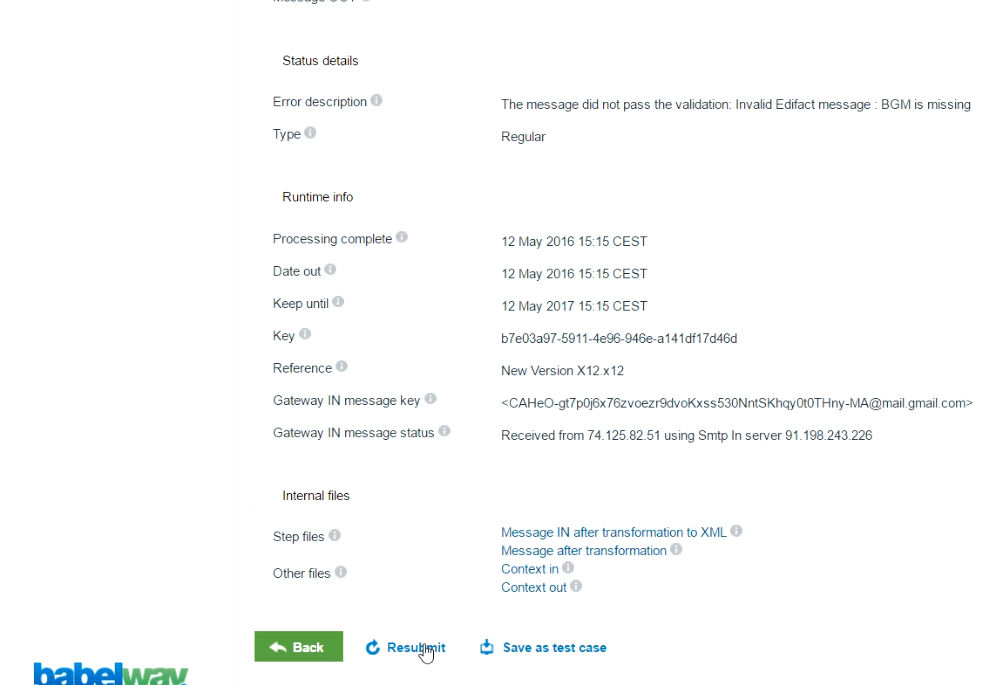 Status details
Error description
The message did not pass the validation: Invalid Edifact message : BGM is missing
Type
Regular
Runtime info
Processing complete
12 May 2016 15:15 CEST
Date out
12 May 2016 15:15 CEST
Keep until
12 May 2017 15:15 CEST
Key
b7e03a97-5911-4e96-946e-a141df17d46d
Reference
New Version X12.x12
Gateway IN message key
<CAHeO-gt7p0j6x76zvoezr9dvoKxss530NntSKhqy0t0THny-MA@mail.gmail.com>
Gateway IN message status
Received from 74.125.82.51 using Smtp In server 91.198.243.226
Internal files
Step files
Message IN after transformation to XML
Message after transformation
Other files
Context in
Context out
Back
Resubmit
Save as test case
babelway